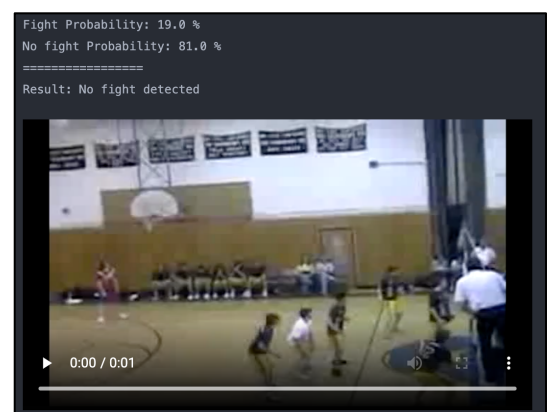 Fight Probability: 19.0 %
No fight Probability: 81.0 %
=================
Result: No fight detected
0:00 / 0:01